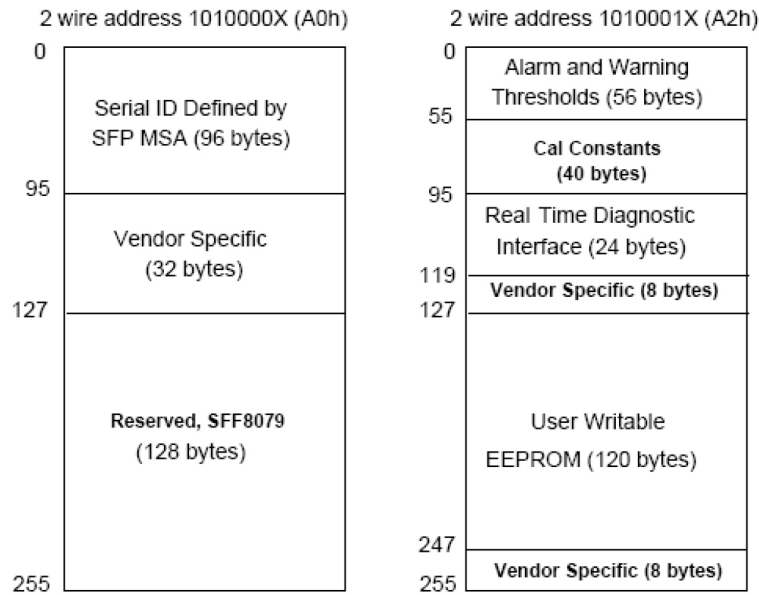 2 wire address 1010000X (A0h)
0
Serial ID Defined by
SFP MSA (96 bytes)
95
Vendor Specific
(32 bytes)
127
Reserved, SFF8079
(128 bytes)
255
2 wire address 1010001X (A2h)
0
Alarm and Warning
Thresholds (56 bytes)
55
Cal Constants
(40 bytes)
95
Real Time Diagnostic
Interface (24 bytes)
119
Vendor Specific (8 bytes)
127
User Writable
EEPROM (120 bytes)
247
Vendor Specific (8 bytes)
255